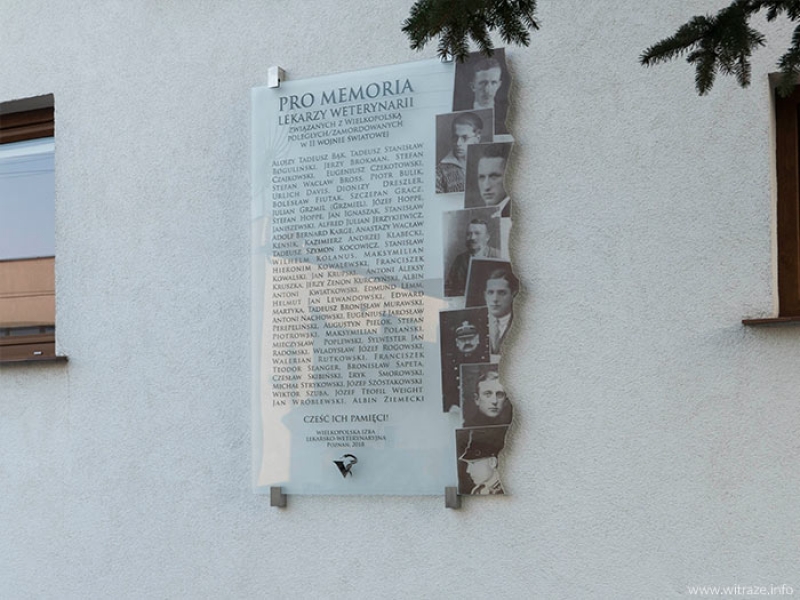 PRO MEMORIA
LEKARZY WETERYNARII
ZWIĄZANYCH Z WIELKOPOLSKĄ
POLEGŁYCH/ZAMORDOWANYCH
W II WOJNIE ŚWIATOWEJ
ALOJZY TADEUSZ BĄK, TADEUSZ STANISŁAW
BOGULIŃSKI, JERZY BROKMAN, STEFAN
CZAJKOWSKI, EUGENIUSZ CZEKOTOWSKI,
STEFAN WACŁAW BROSS, PIOTR BULIK,
URLICH DAVIS, DIONIZY DRESZLER,
BOLESŁAW FIUTAK, SZCZEPAN GRACZ,
JULIAN GRZMIL (GRZMIEL), JÓZEF HOPPE,
STEFAN HOPPE, JAN IGNASZAK, STANISŁAW
JANISZEWSKI, ALFRED JULIAN JERZYKIEWICZ,
ADOLF BERNARD KARGE, ANASTAZY WACŁAW
KENSIK, KAZIMIERZ ANDRZEJ KŁABECKI,
TADEUSZ SZYMON KOCOWICZ, STANISŁAW
WILHELM KOLANUS, MAKSYMILIAN
HIERONIM KOWALEWSKI, FRANCISZEK
KOWALSKI, JAN KRUPSKI, ANTONI ALEKSY
KRUSZKA, JERZY ZENON KURCZYŃSKI, ALBIN
ANTONI KWIATKOWSKI, EDMUND LEMM,
HELMUT JAN LEWANDOWSKI, EDWARD
MARTYKA, TADEUSZ BRONISŁAW MURAWSKI,
ANTONI NACHOWSKI, EUGENIUSZ JAROSŁAW
PEREPELIŃSKI, AUGUSTYN PIELOK, STEFAN
PIOTROWSKI, MAKSYMILIAN POLAŃSKI,
MIECZYSŁAW POPLEWSKI, SYLWESTER JAN
RADOMSKI, WŁADYSŁAW JÓZEF ROGOWSKI,
WALERIAN RUTKOWSKI, FRANCISZEK
TEODOR SEANGER, BRONISŁAW SAPETA,
CZESŁAW SKIBIŃSKI, ERYK SMOROWSKI,
MICHAŁ STRYKOWSKI, JÓZEF SZOSTAKOWSKI
WIKTOR SZUBA, JÓZEF TEOFIL WEIGHT
JAN WRÓBLEWSKI, ALBIN ZIEMECKI
CZEŚĆ ICH PAMIĘCI!
WIELKOPOLSKA IZBA
LEKARSKO-WETERYNARYJNA
POZNAŃ, 2018
www.witraze.info